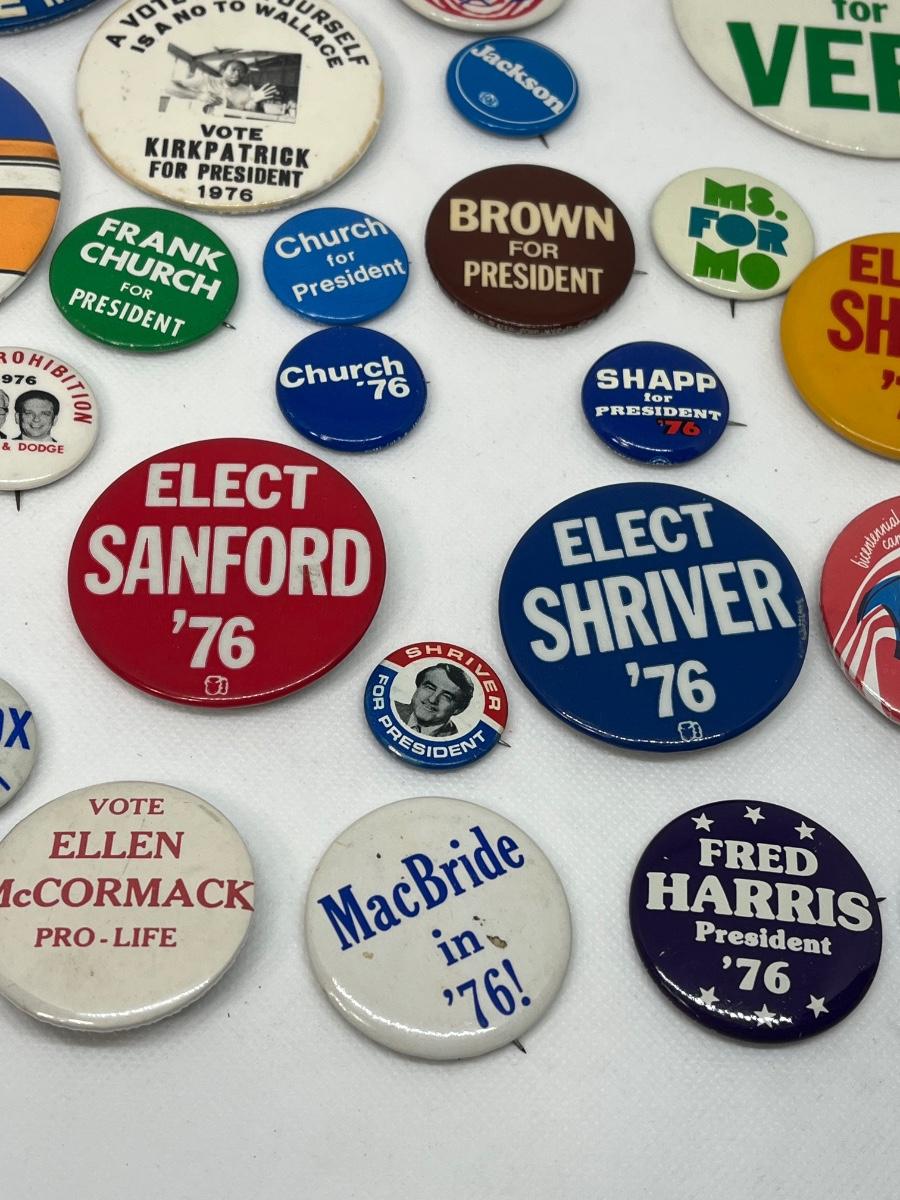 A VOTE YOURSELF
IS A NO TO WALLACE
VOTE
KIRKPATRICK
FOR PRESIDENT
1976
Jackson
for
FRANK
CHURCH
FOR
PRESIDENT
Church
for
President
BROWN
FOR
PRESIDENT
MS.
FOR
MO
PROHIBITION
1976
& DODGE
Church
'76
SHAPP
for
PRESIDENT
'76
ELECT
SANFORD
'76
ELECT
SHRIVER
'76
bicentennial
SHRIVER
FOR PRESIDENT
VOTE
ELLEN
McCORMACK
PRO-LIFE
MacBride
in
'76!
FRED
HARRIS
President
'76